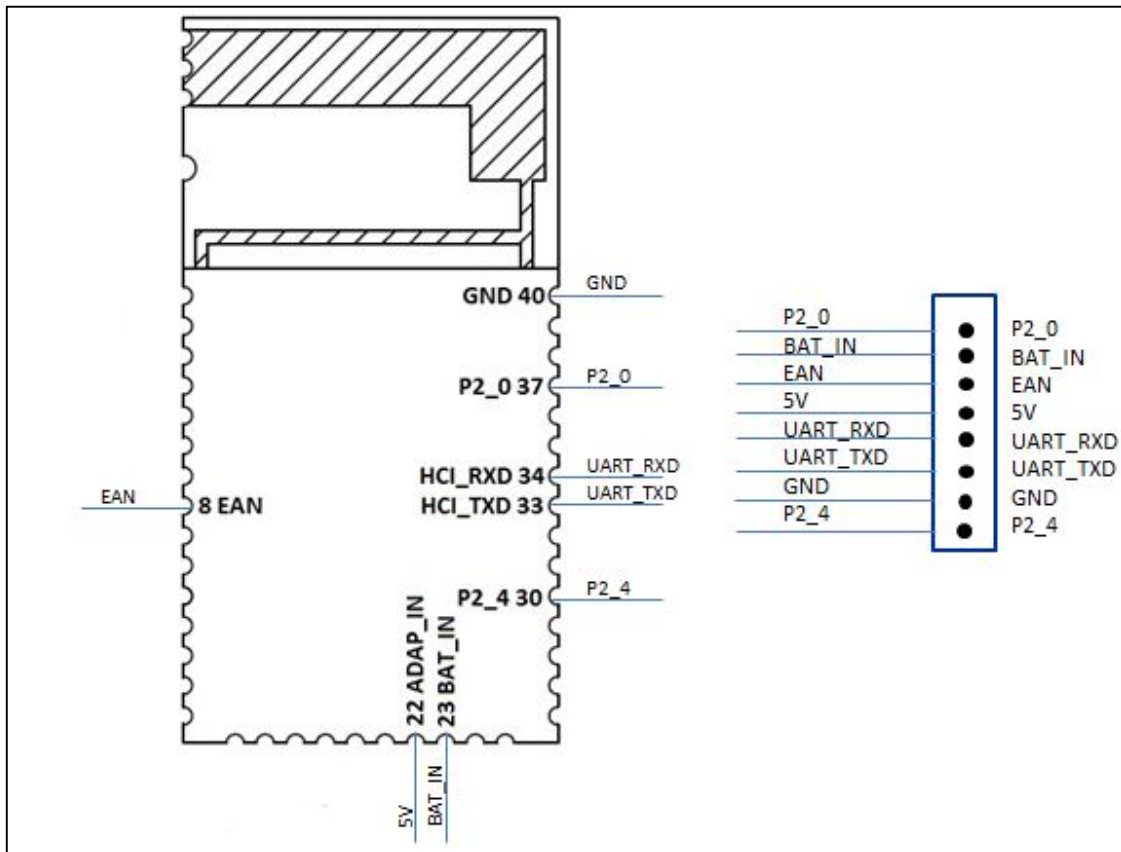 GND 40
GND
P2_0 37
P2_0
HCI_RXD 34
UART_RXD
HCI_TXD 33
UART_TXD
EAN
8 EAN
P2_4 30
P2_4
22 ADAP_IN
23 BAT_IN
5V
BAT_IN
P2_0
P2_0
BAT_IN
BAT_IN
EAN
EAN
5V
5V
UART_RXD
UART_RXD
UART_TXD
UART_TXD
GND
GND
P2_4
P2_4